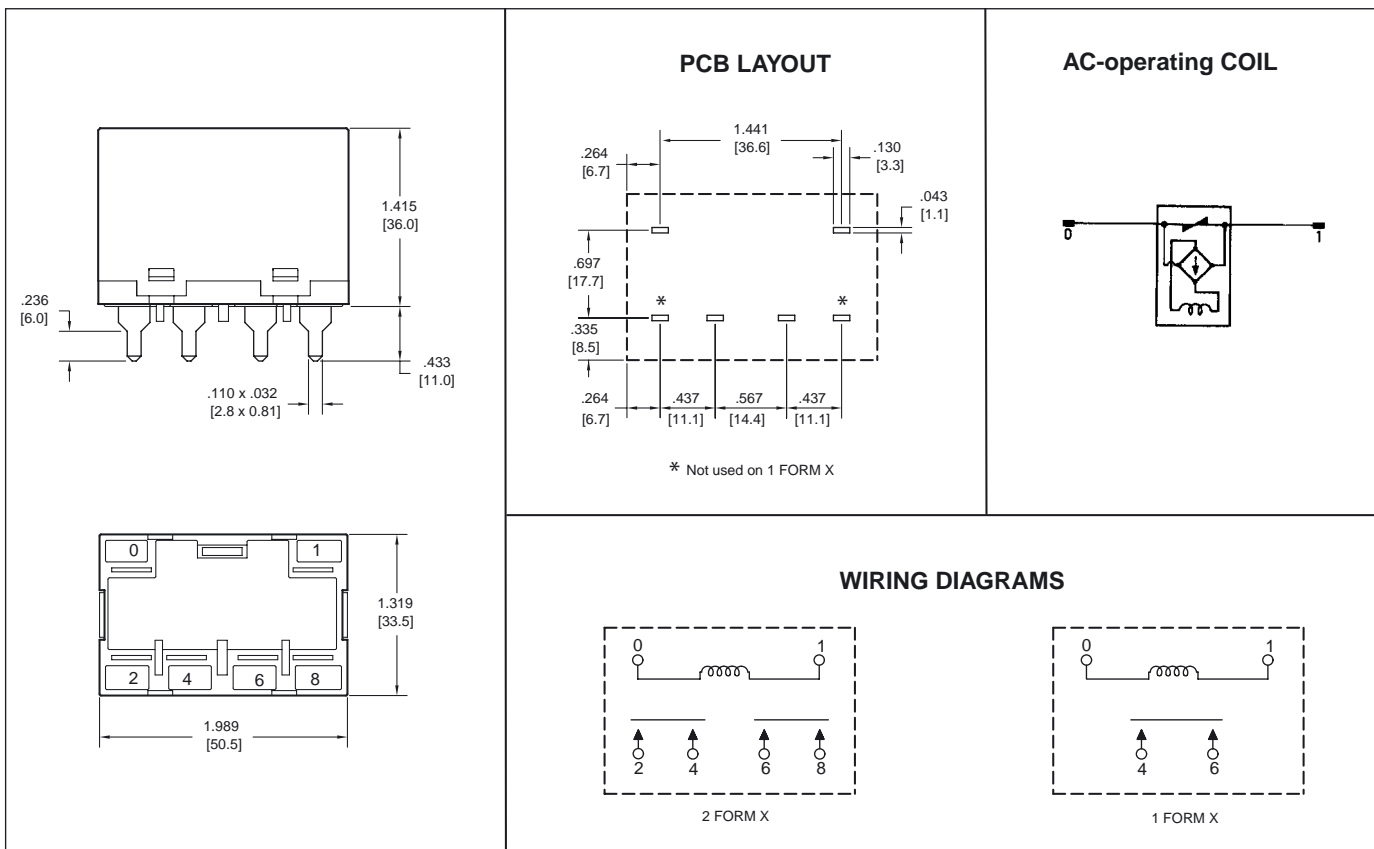 1.415
[36.0]
.236
[6.0]
.433
[11.0]
.110 x .032
[2.8 x 0.81]
0 1
2 4 6 8
1.319
[33.5]
1.989
[50.5]
PCB LAYOUT
1.441
[36.6]
.264
[6.7]
.130
[3.3]
.043
[1.1]
.697
[17.7]
* *
.335
[8.5]
.264 .437 .567 .437
[6.7] [11.1] [14.4] [11.1]
* Not used on 1 FORM X
AC-operating COIL
0 1
WIRING DIAGRAMS
0 1
2 4 6 8
2 FORM X
0 1
4 6
1 FORM X